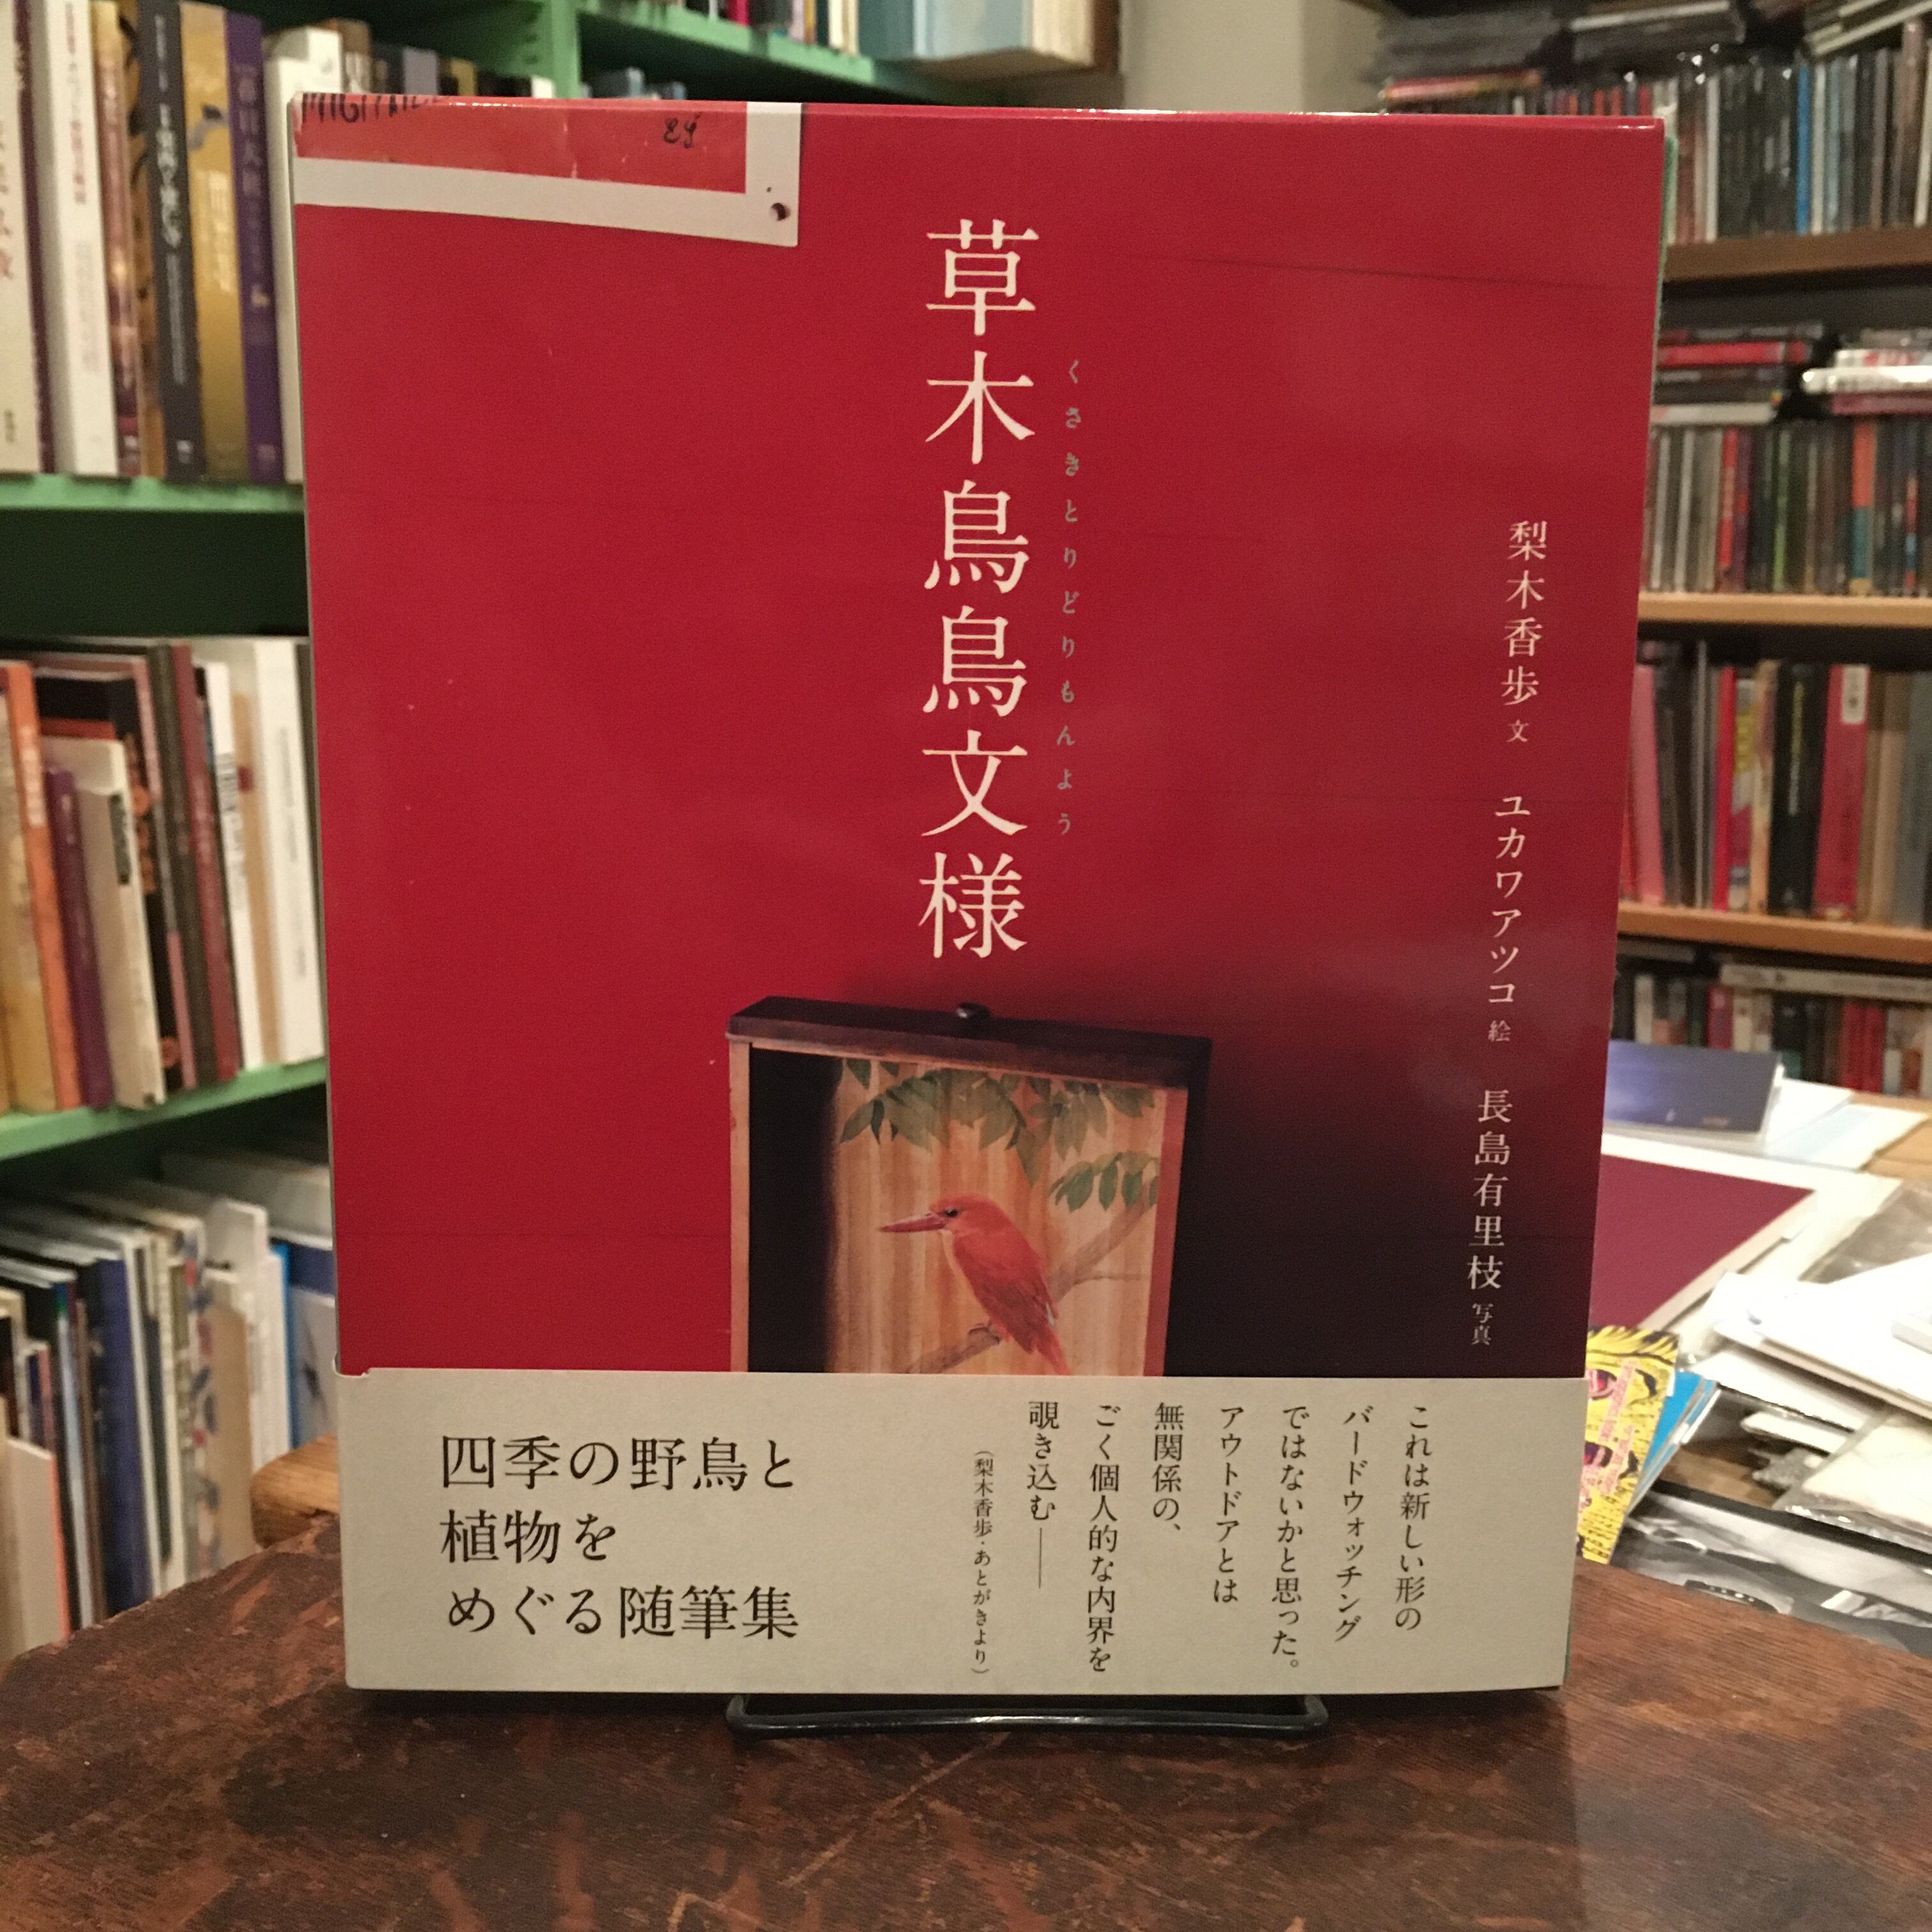 草木鳥鳥文様
くさきとりどりもんよう
梨木香歩 文 ユカワアツコ 絵 長島有里枝 写真
これは新しい形の
バードウォッチング
ではないかと思った。
アウトドアとは
無関係の、
ごく個人的な内界を
覗き込む――
(梨木香歩・あとがきより)
四季の野鳥と
植物を
めぐる随筆集